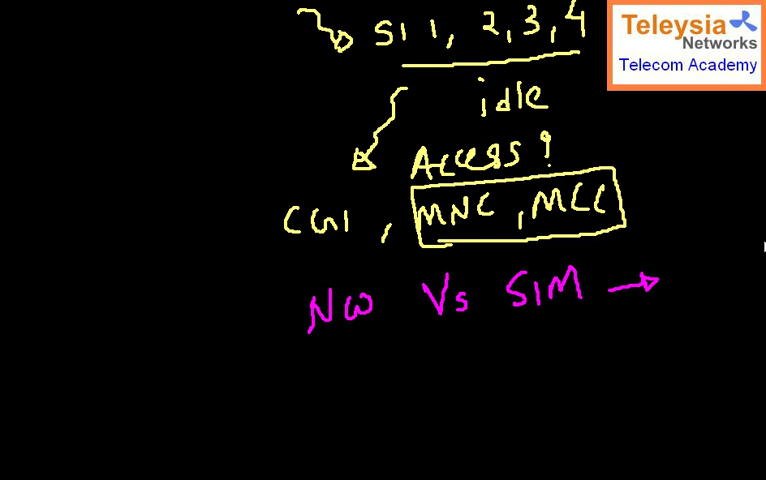 SI 1, 2, 3, 4
Teleysia
Networks
Telecom Academy
idle
Access?
CGI, MNC, MCC
NW Vs SIM →